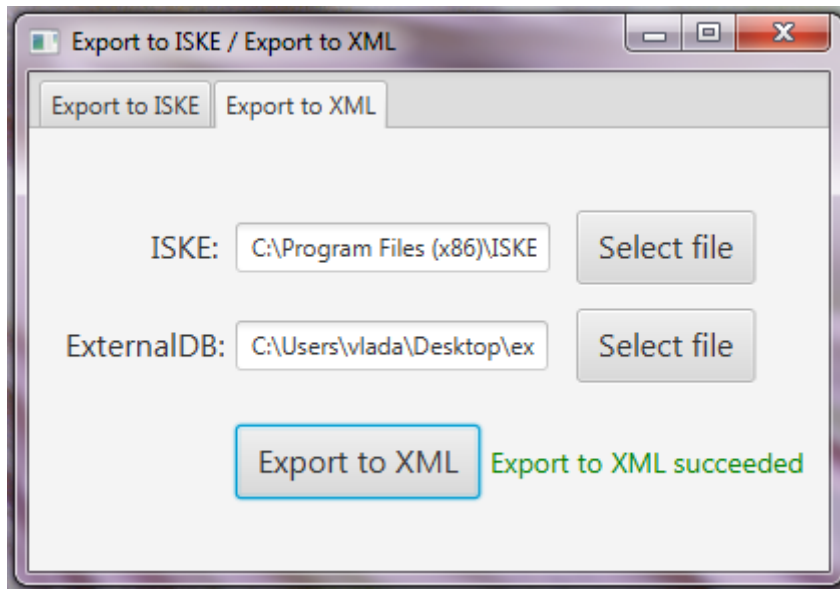 Export to ISKE / Export to XML
Export to ISKE Export to XML
ISKE: C:\Program Files (x86)\ISKE Select file
ExternalDB: C:\Users\vlada\Desktop\ex Select file
Export to XML Export to XML succeeded